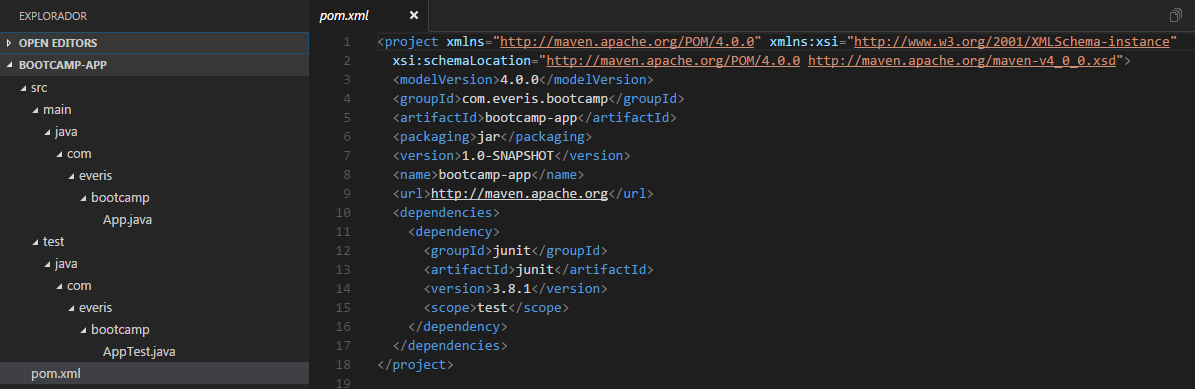 EXPLORADOR
OPEN EDITORS
BOOTCAMP-APP
src
main
java
com
everis
bootcamp
App.java
test
java
com
everis
bootcamp
AppTest.java
pom.xml
pom.xml
1 <project xmlns="http://maven.apache.org/POM/4.0.0" xmlns:xsi="http://www.w3.org/2001/XMLSchema-instance"
2 xsi:schemaLocation="http://maven.apache.org/POM/4.0.0 http://maven.apache.org/maven-v4_0_0.xsd">
3 <modelVersion>4.0.0</modelVersion>
4 <groupId>com.everis.bootcamp</groupId>
5 <artifactId>bootcamp-app</artifactId>
6 <packaging>jar</packaging>
7 <version>1.0-SNAPSHOT</version>
8 <name>bootcamp-app</name>
9 <url>http://maven.apache.org</url>
10 <dependencies>
11 <dependency>
12 <groupId>junit</groupId>
13 <artifactId>junit</artifactId>
14 <version>3.8.1</version>
15 <scope>test</scope>
16 </dependency>
17 </dependencies>
18 </project>
19